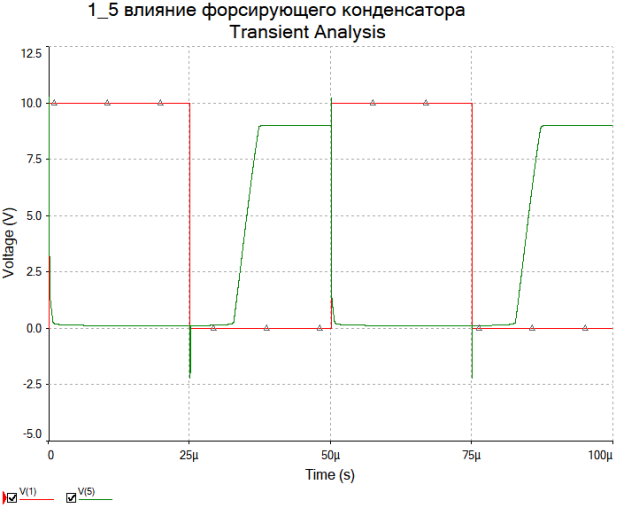 1_5 влияние форсирующего конденсатора
Transient Analysis
12.5
10.0
7.5
5.0
2.5
0.0
-2.5
-5.0
Voltage (V)
0 25µ 50µ 75µ 100µ
Time (s)
V(1) V(5)